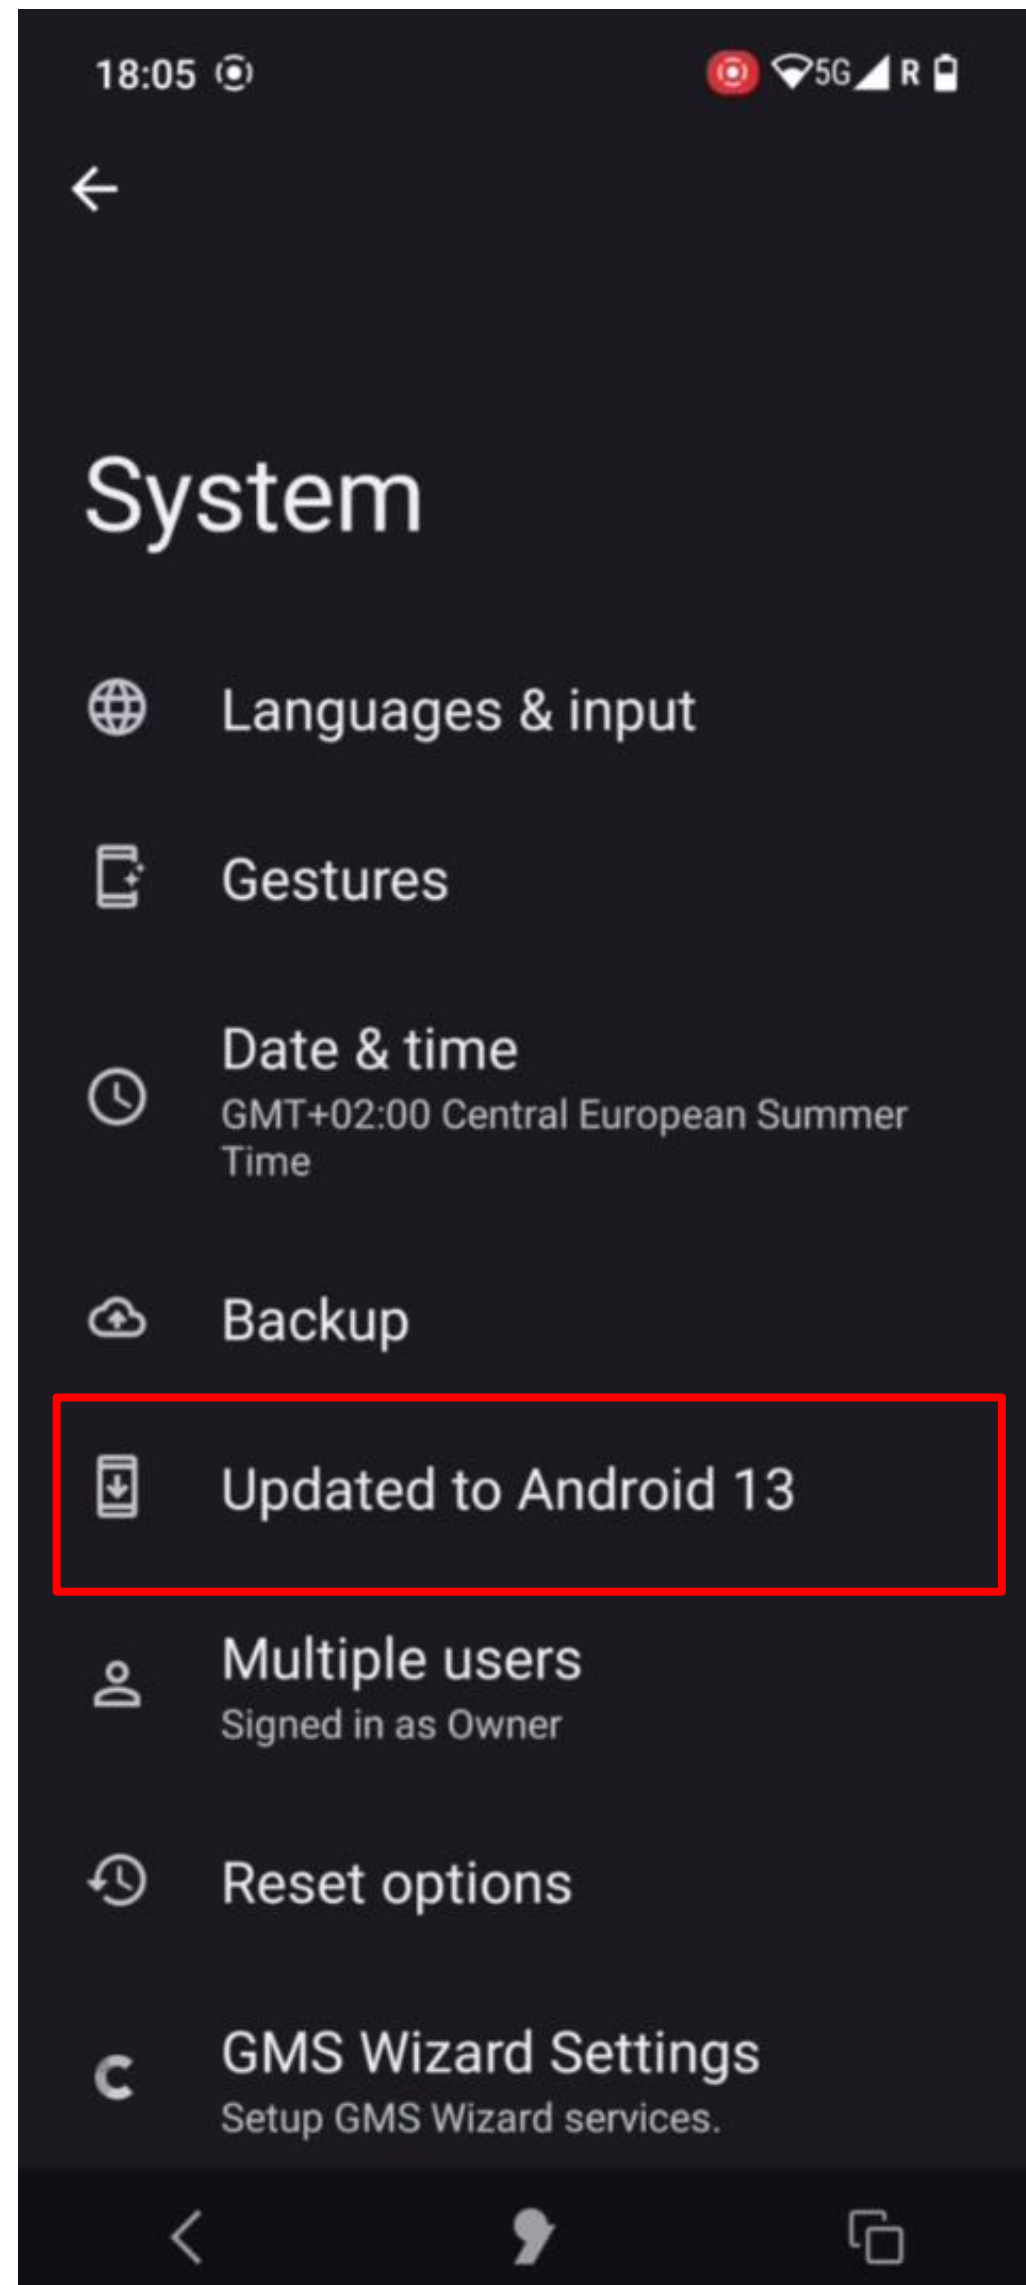 18:05
5G R
System
Languages & input
Gestures
Date & time
GMT+02:00 Central European Summer
Time
Backup
Updated to Android 13
Multiple users
Signed in as Owner
Reset options
GMS Wizard Settings
Setup GMS Wizard services.